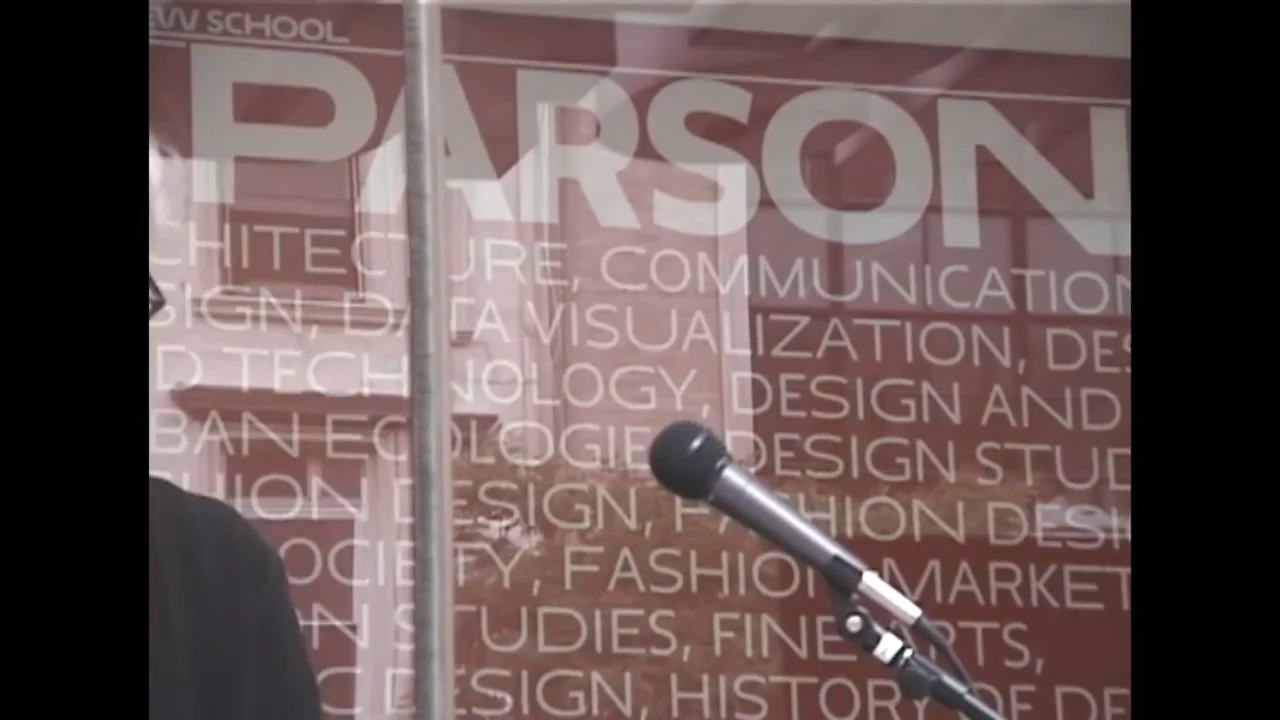 EW SCHOOL
PARSON
CHITECTURE, COMMUNICATION
SIGN, DATA VISUALIZATION, DES
D TECHNOLOGY, DESIGN AND
BAN ECOLOGIES, DESIGN STUD
HION DESIGN, FASHION DESI
OCIETY, FASHION MARKET
N STUDIES, FINE ARTS,
C DESIGN, HISTORY OF DE